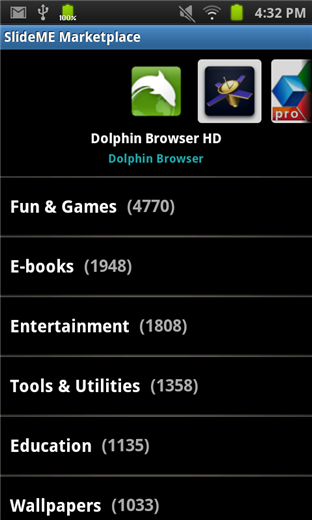 100%
4:32 PM
SlideME Marketplace
pro
Dolphin Browser HD
Dolphin Browser
Fun & Games (4770)
E-books (1948)
Entertainment (1808)
Tools & Utilities (1358)
Education (1135)
Wallpapers (1033)